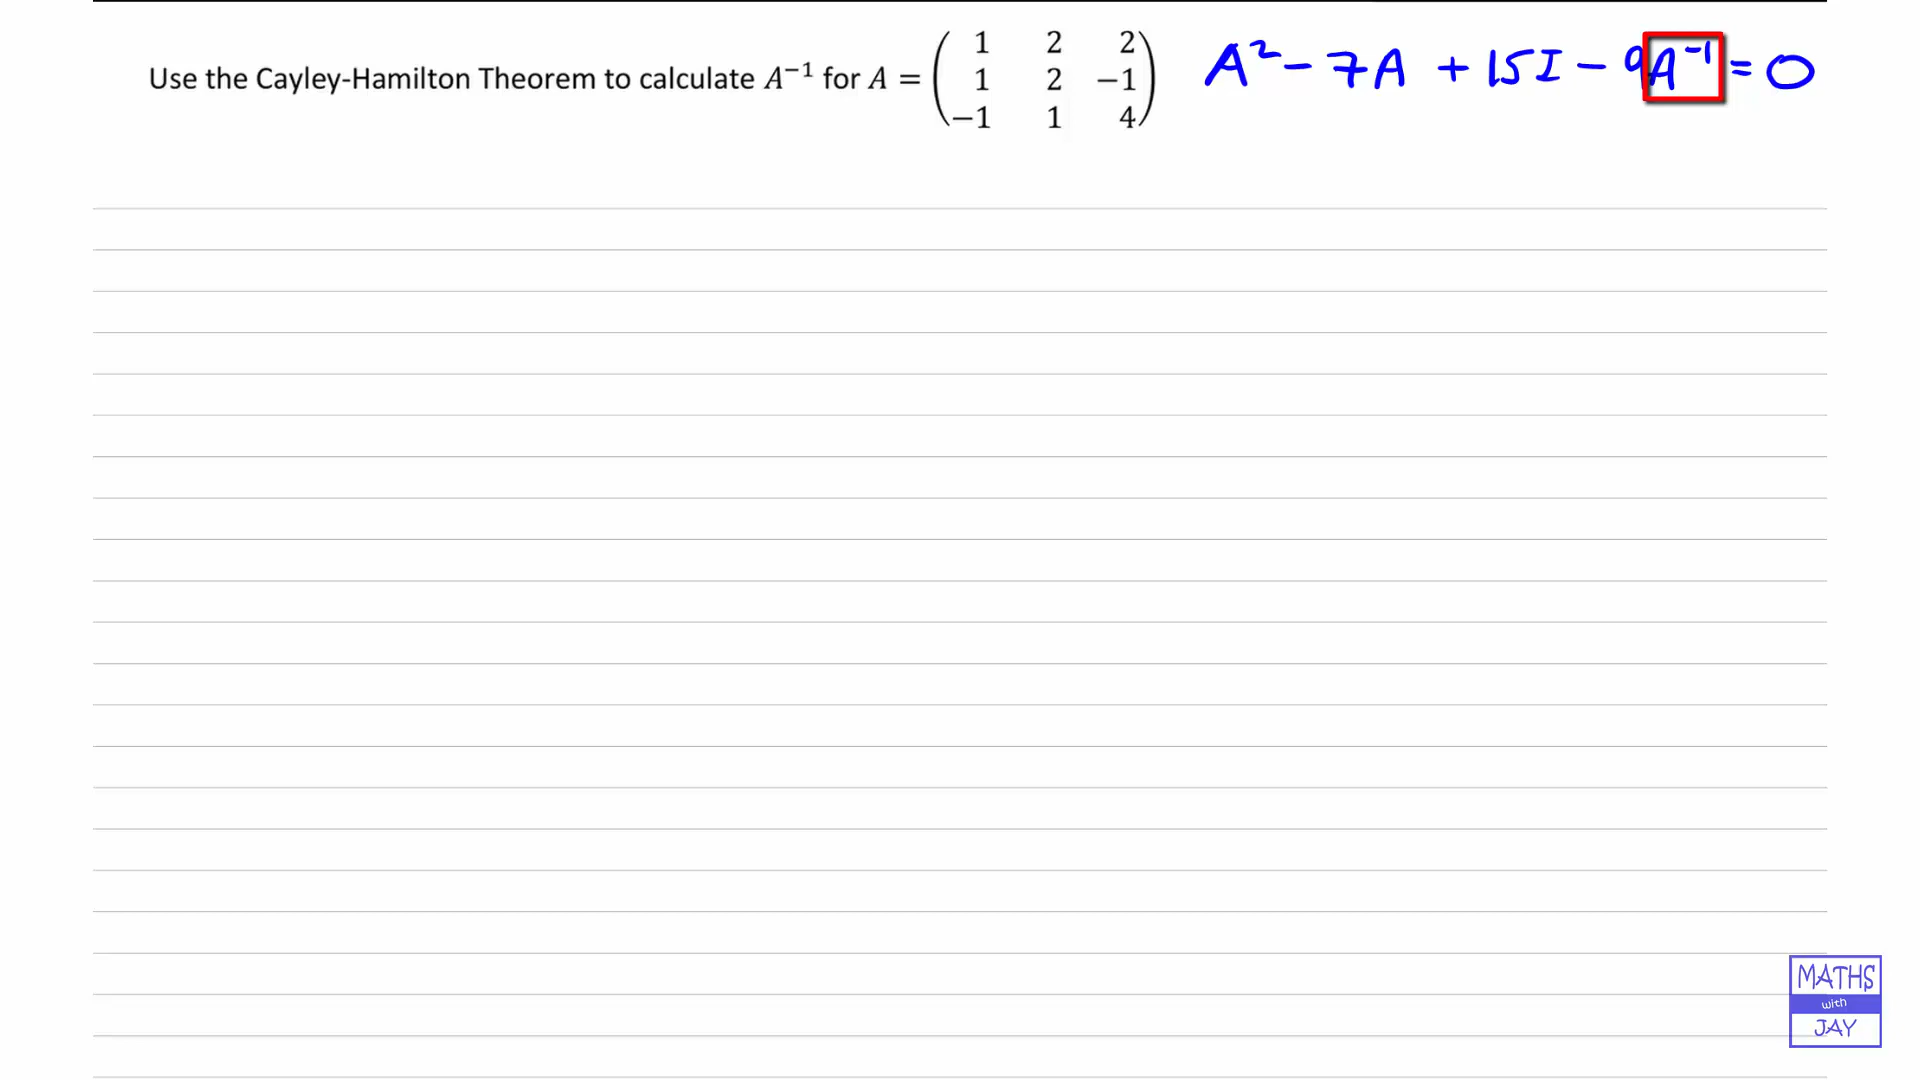 Use the Cayley-Hamilton Theorem to calculate A⁻¹ for A = ( 1 2 2 ; 1 2 −1 ; −1 1 4 ) A² − 7A + 15I − 9A⁻¹ = 0
MATHS
with
JAY